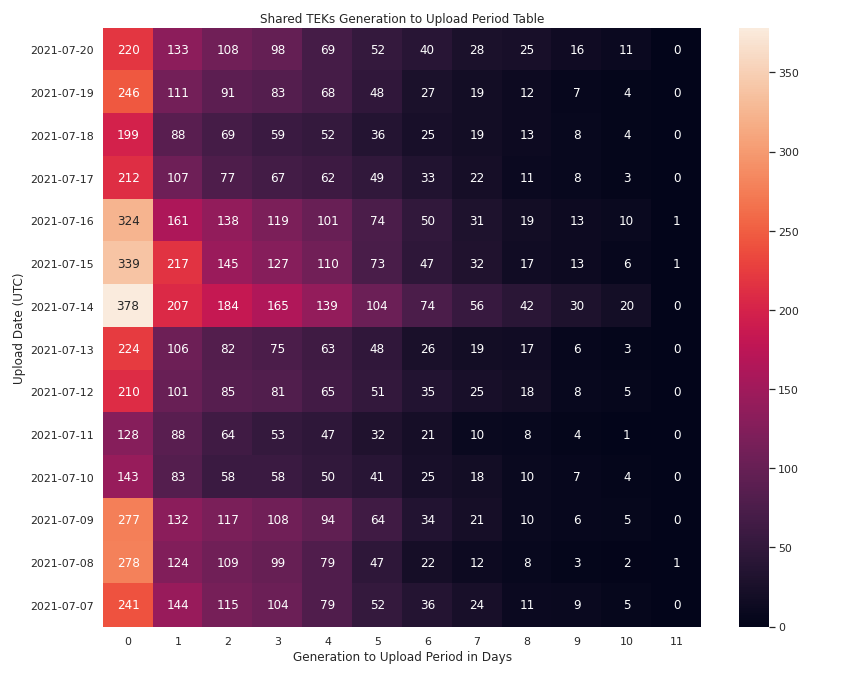 Shared TEKs Generation to Upload Period Table
Upload Date (UTC)
2021-07-20 220 133 108 98 69 52 40 28 25 16 11 0
2021-07-19 246 111 91 83 68 48 27 19 12 7 4 0
2021-07-18 199 88 69 59 52 36 25 19 13 8 4 0
2021-07-17 212 107 77 67 62 49 33 22 11 8 3 0
2021-07-16 324 161 138 119 101 74 50 31 19 13 10 1
2021-07-15 339 217 145 127 110 73 47 32 17 13 6 1
2021-07-14 378 207 184 165 139 104 74 56 42 30 20 0
2021-07-13 224 106 82 75 63 48 26 19 17 6 3 0
2021-07-12 210 101 85 81 65 51 35 25 18 8 5 0
2021-07-11 128 88 64 53 47 32 21 10 8 4 1 0
2021-07-10 143 83 58 58 50 41 25 18 10 7 4 0
2021-07-09 277 132 117 108 94 64 34 21 10 6 5 0
2021-07-08 278 124 109 99 79 47 22 12 8 3 2 1
2021-07-07 241 144 115 104 79 52 36 24 11 9 5 0
0 1 2 3 4 5 6 7 8 9 10 11
Generation to Upload Period in Days
350
300
250
200
150
100
50
0